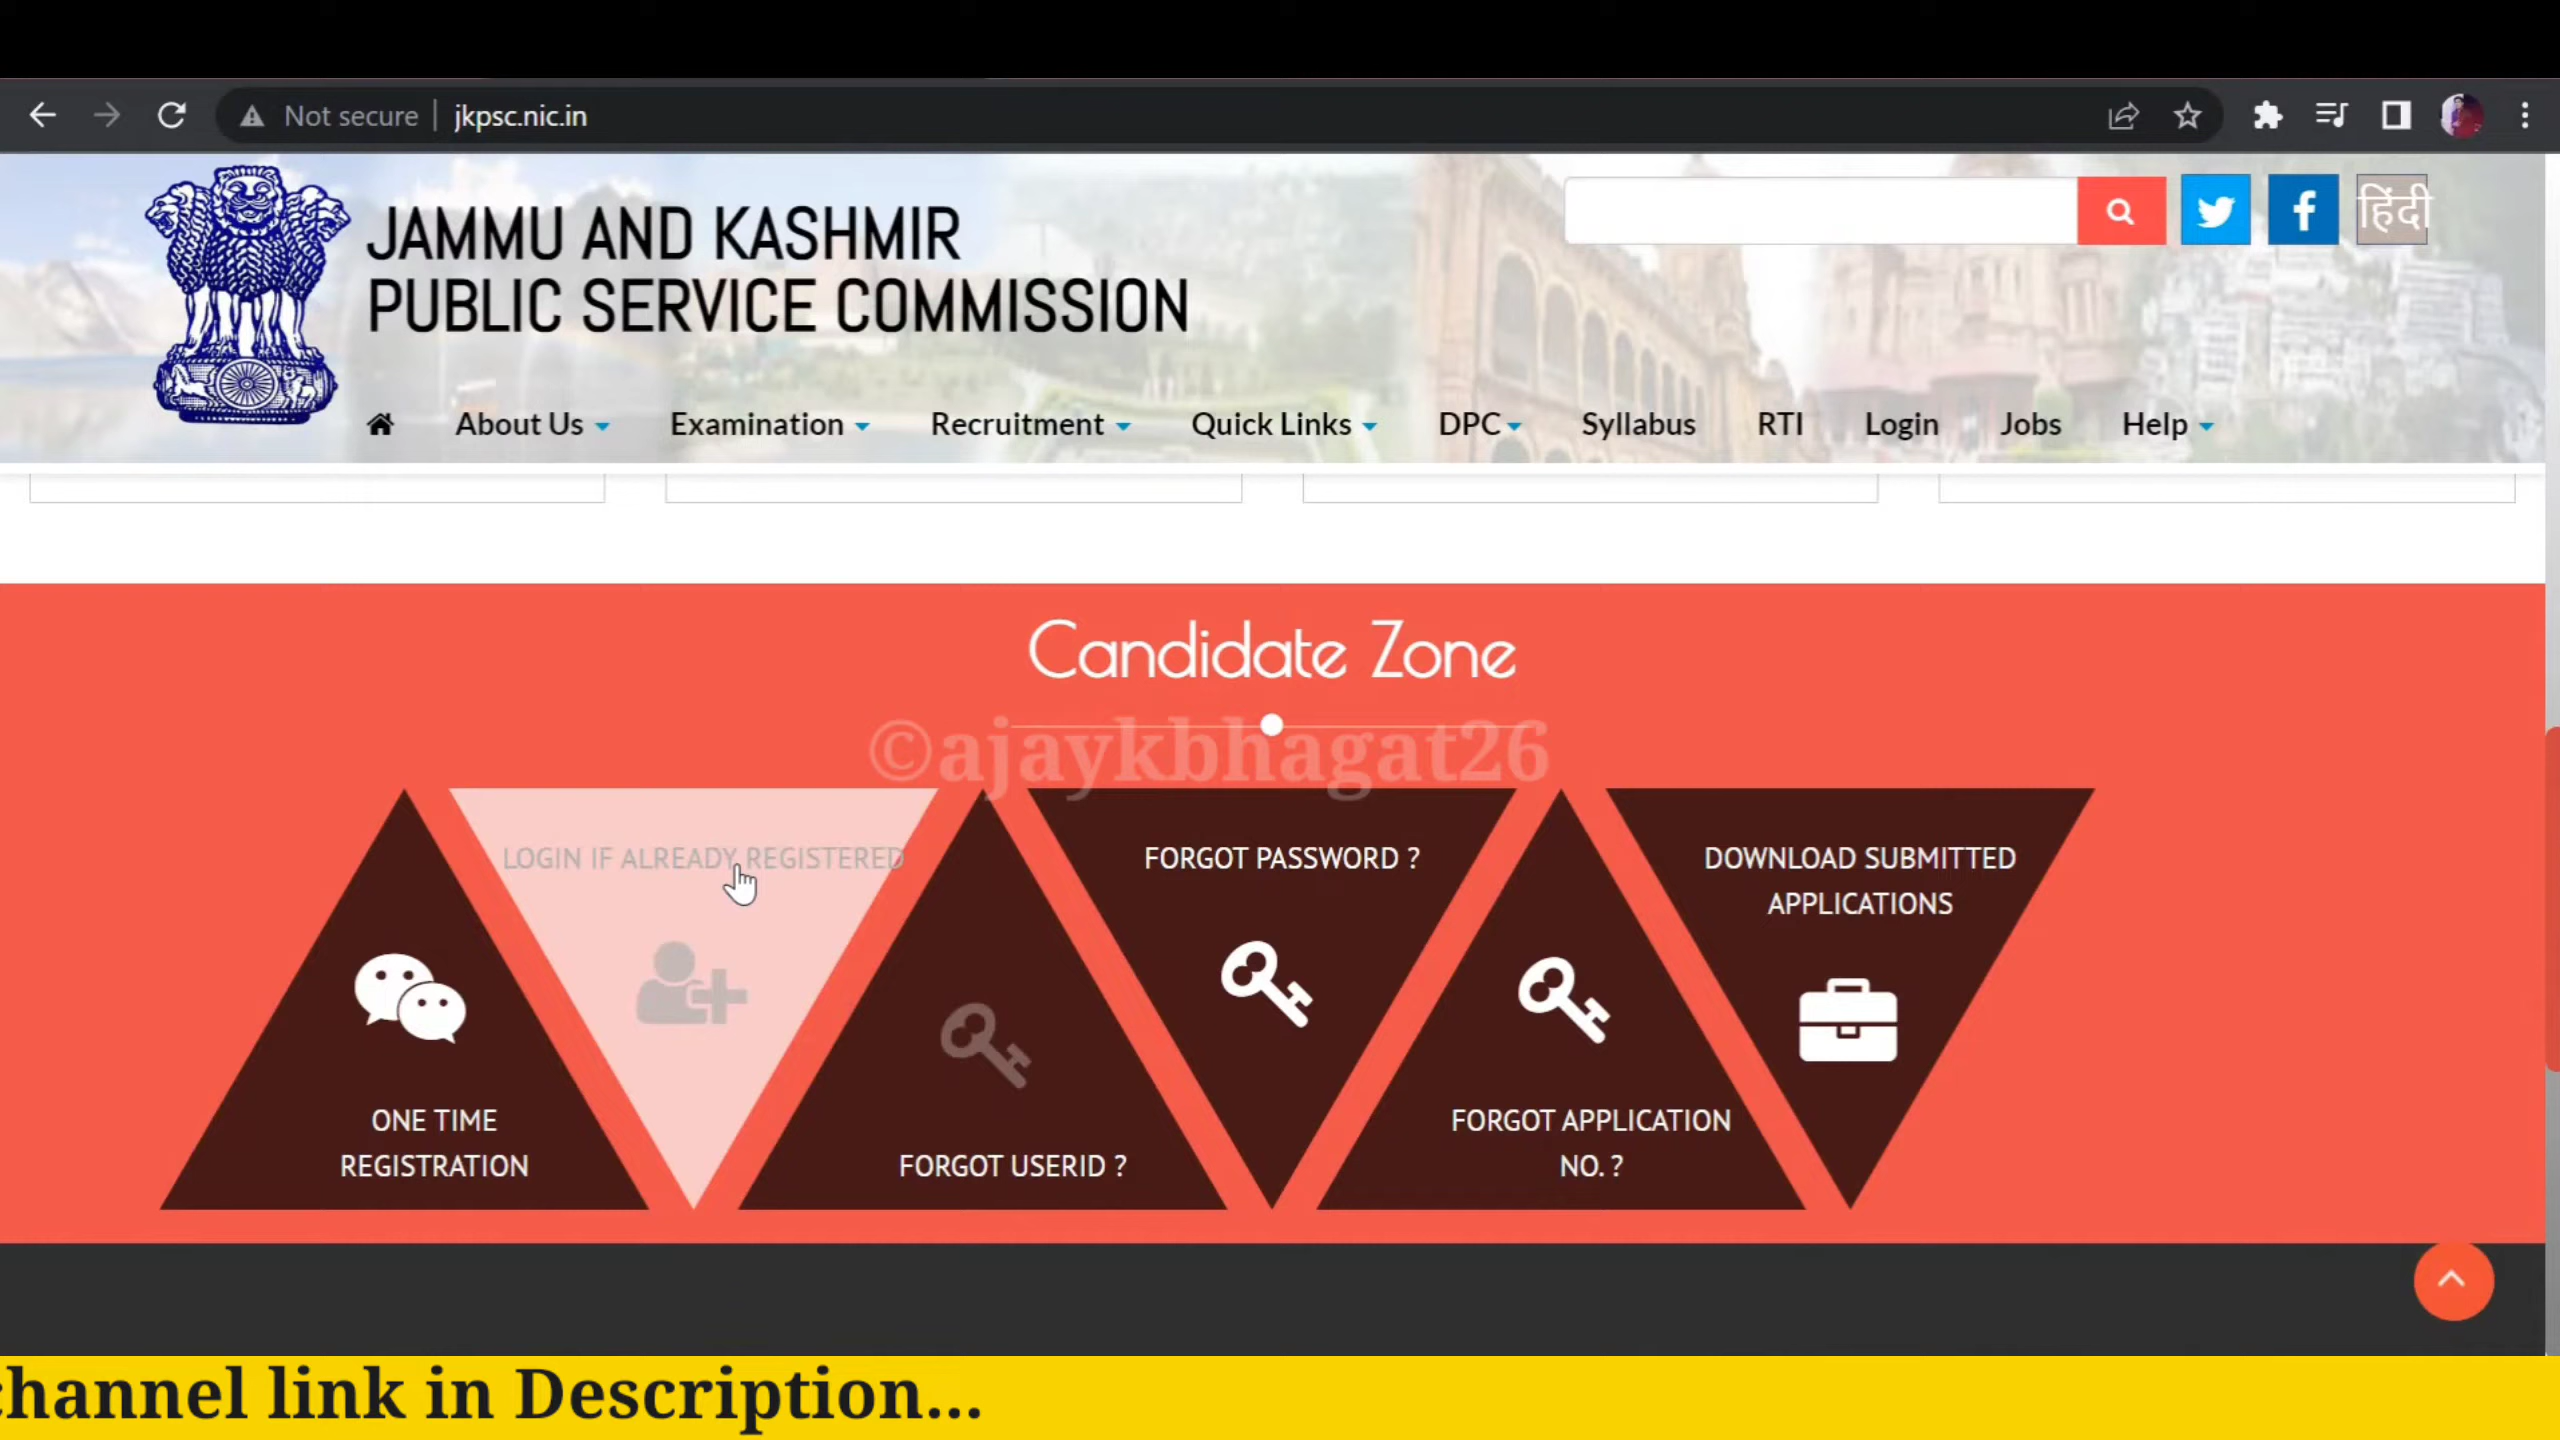 Not secure | jkpsc.nic.in
हिंदी
JAMMU AND KASHMIR
PUBLIC SERVICE COMMISSION
About Us Examination Recruitment Quick Links DPC Syllabus RTI Login Jobs Help
Candidate Zone
©ajaykbhagat26
LOGIN IF ALREADY REGISTERED
FORGOT PASSWORD ?
DOWNLOAD SUBMITTED
APPLICATIONS
ONE TIME
REGISTRATION
FORGOT USERID ?
FORGOT APPLICATION
NO. ?
channel link in Description...